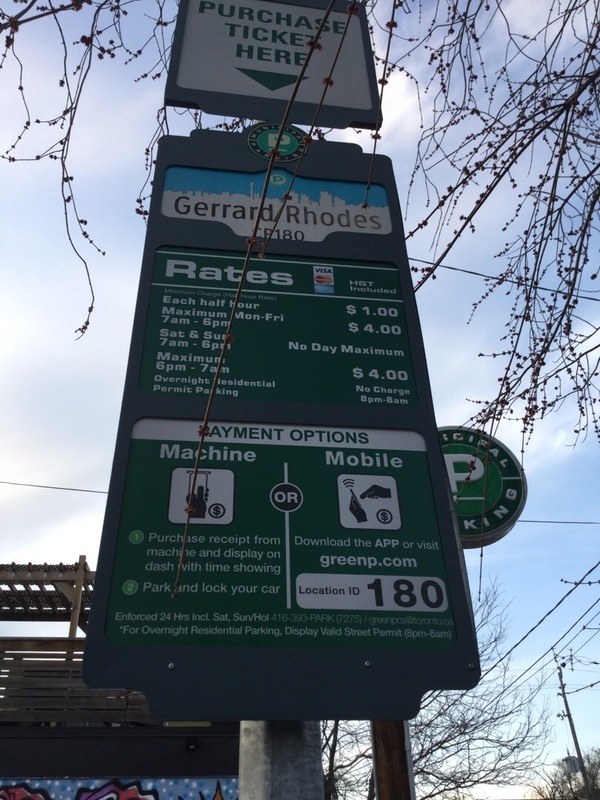 PURCHASE
TICKET
HERE
P
Gerrard/Rhodes
CP180
Rates VISA HST Included
Minimum Charge (Half Hour Rate)
Each half hour $1.00
Maximum Mon-Fri
7am - 6pm $4.00
Sat & Sun
7am - 6pm No Day Maximum
Maximum
6pm - 7am $4.00
Overnight Residential
Permit Parking No Charge
8pm-8am
PAYMENT OPTIONS
Machine
OR
Mobile
1 Purchase receipt from
machine and display on
dash with time showing
2 Park and lock your car
Download the APP or visit
greenp.com
Location ID 180
Enforced 24 Hrs Incl. Sat, Sun/Hol 416-393-PARK (7275) / greenpcs@toronto.ca
*For Overnight Residential Parking, Display Valid Street Permit (8pm-8am)
P